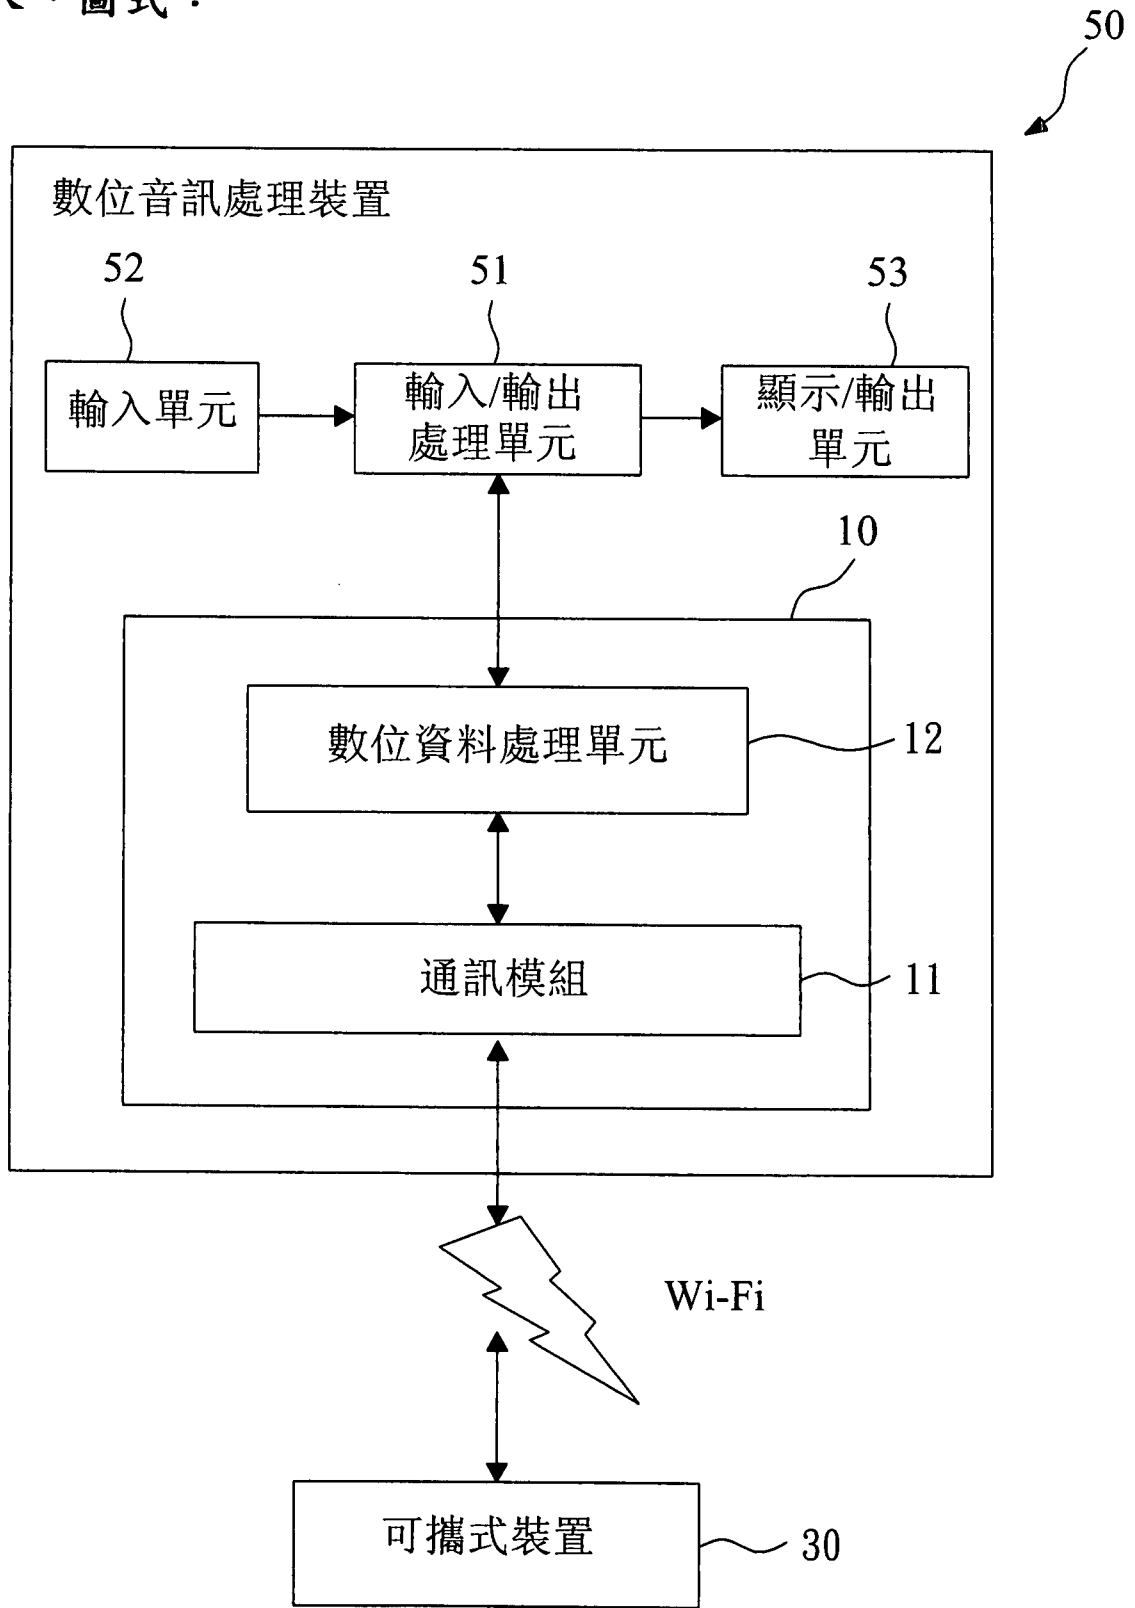 圖式：
50
數位音訊處理裝置
52
51
53
輸入單元
輸入/輸出
處理單元
顯示/輸出
單元
10
數位資料處理單元
12
通訊模組
11
Wi-Fi
可攜式裝置
30